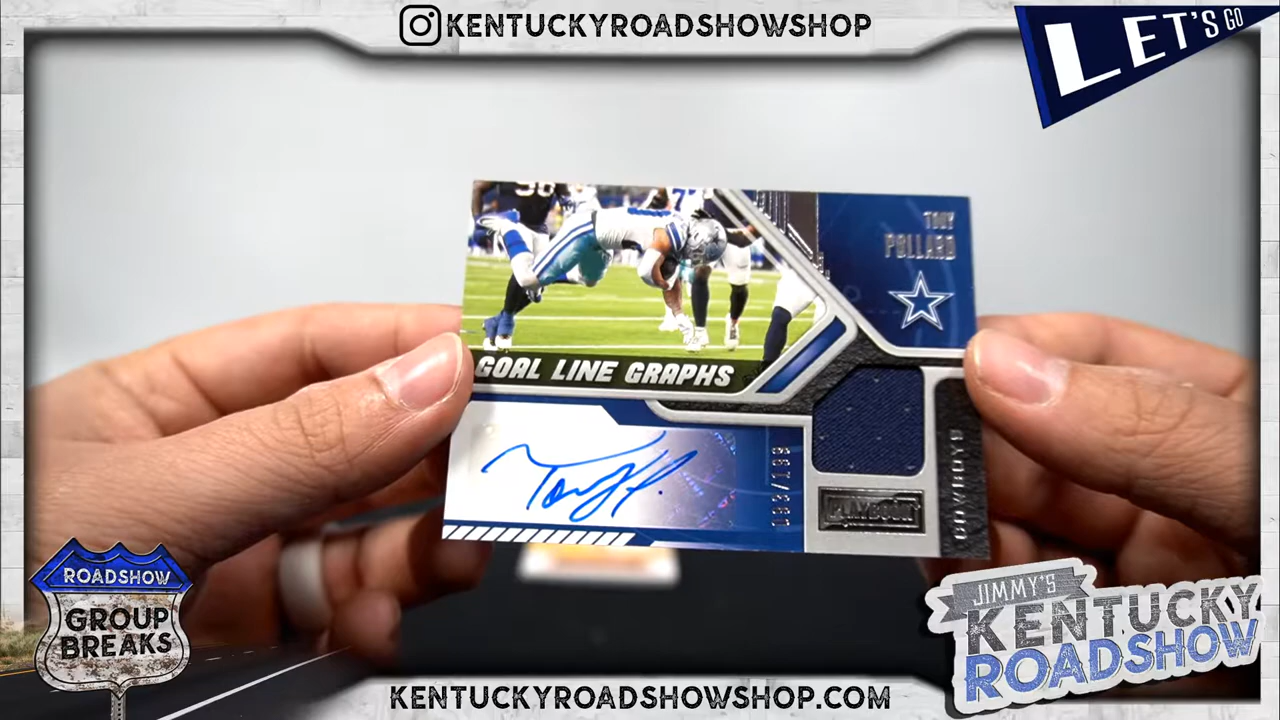 KENTUCKYROADSHOWSHOP
LET'S GO
TONY
POLLARD
GOAL LINE GRAPHS
COWBOYS
PLAYBOOK
ROADSHOW
GROUP
BREAKS
JIMMY'S
KENTUCKY
ROADSHOW
KENTUCKYROADSHOWSHOP.COM